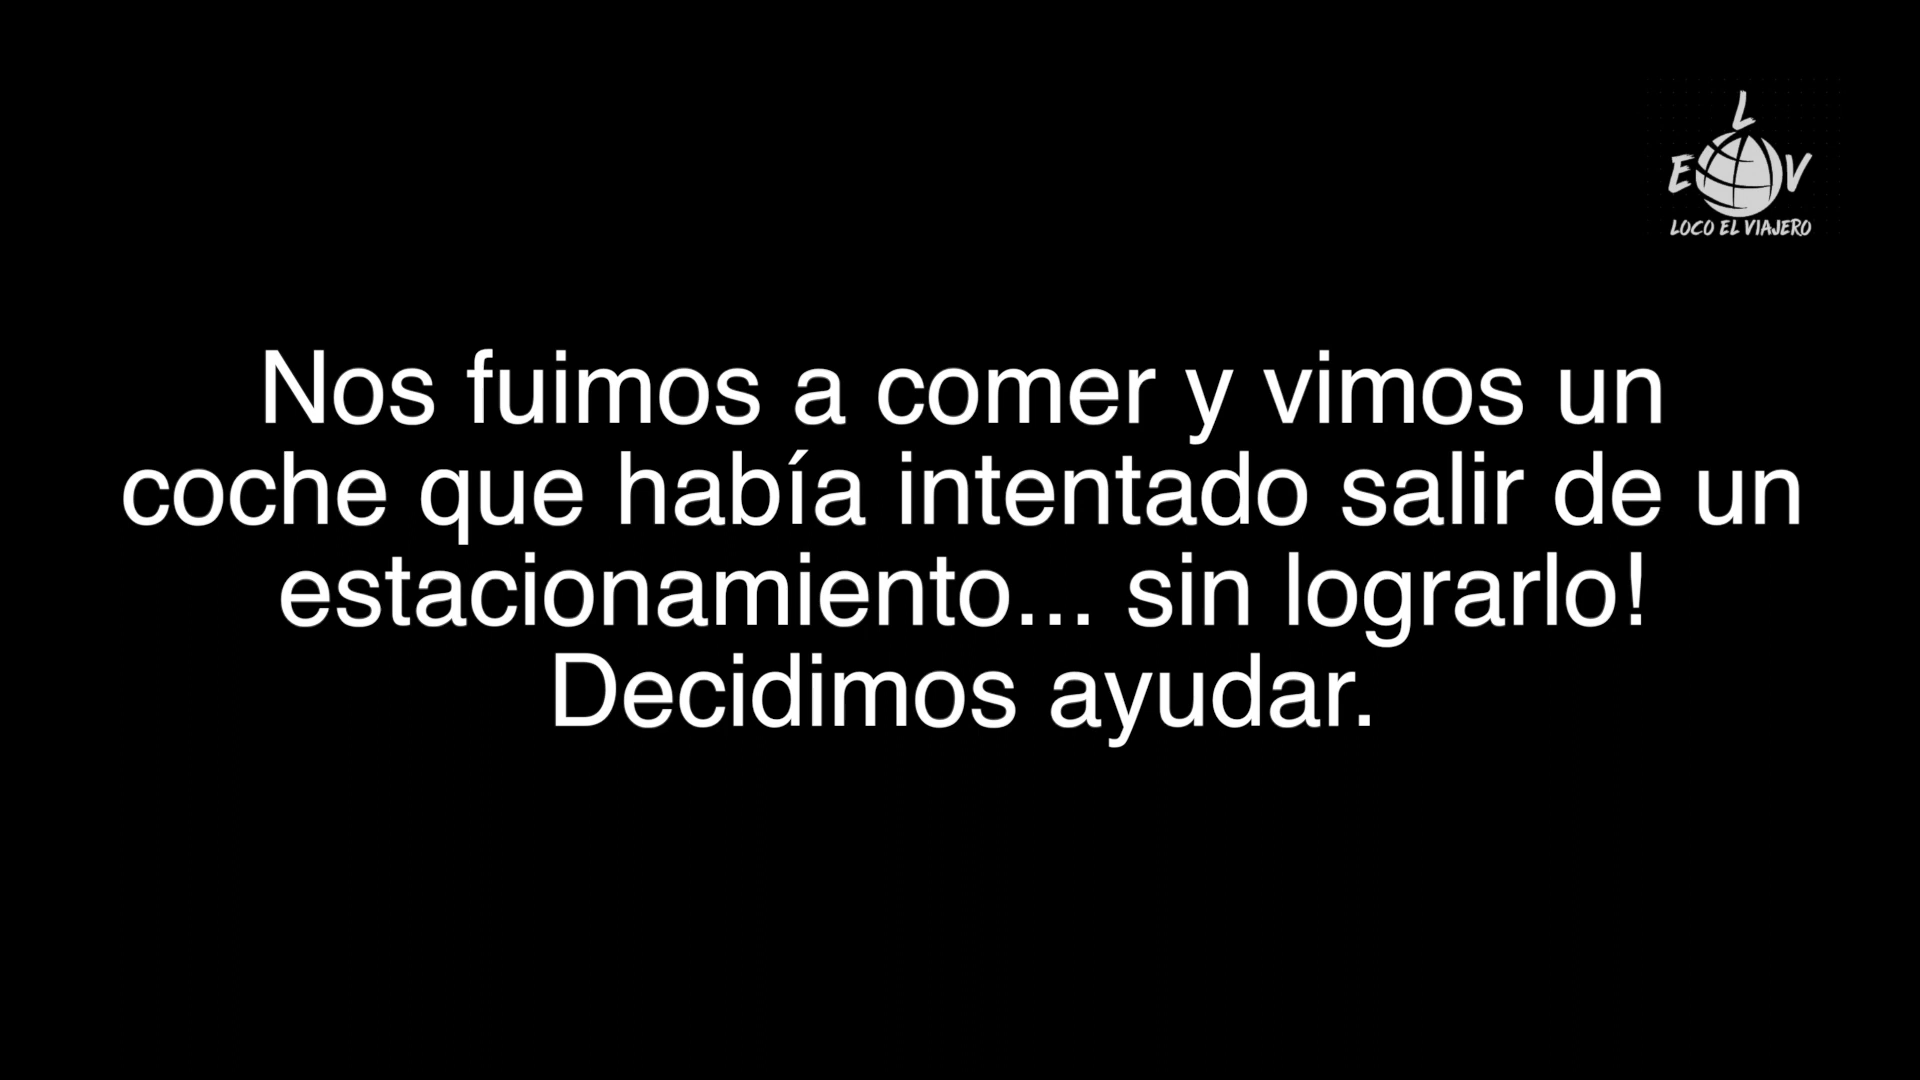 L
E V
LOCO EL VIAJERO
Nos fuimos a comer y vimos un
coche que había intentado salir de un
estacionamiento... sin lograrlo!
Decidimos ayudar.